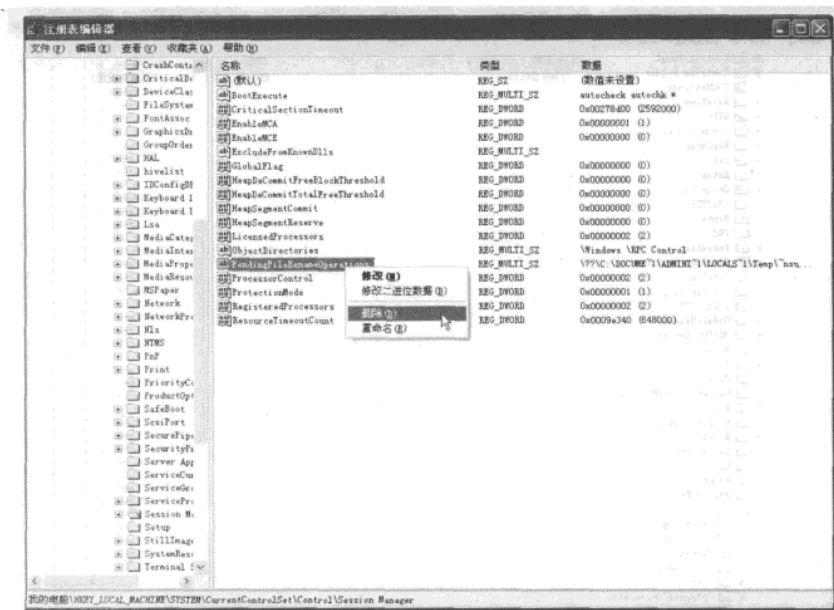 注册表编辑器
文件(F) 编辑(E) 查看(V) 收藏夹(A) 帮助(H)
名称 类型 数据
CrashContr
(默认) REG_SZ (数值未设置)
CriticalDe
BootExecute REG_MULTI_SZ autocheck autochk *
DeviceClas
CriticalSectionTimeout REG_DWORD 0x00278d00 (2592000)
FileSystem
EnableMCA REG_DWORD 0x00000001 (1)
FontAssoc
EnableMCE REG_DWORD 0x00000000 (0)
GraphicsDr
ExcludeFromKnownDlls REG_MULTI_SZ
GroupOrder
GlobalFlag REG_DWORD 0x00000000 (0)
HAL
HeapDeCommitFreeBlockThreshold REG_DWORD 0x00000000 (0)
hivelist
HeapDeCommitTotalFreeThreshold REG_DWORD 0x00000000 (0)
IDConfigDB
HeapSegmentCommit REG_DWORD 0x00000000 (0)
Keyboard I
HeapSegmentReserve REG_DWORD 0x00000000 (0)
Keyboard I
LicensedProcessors REG_DWORD 0x00000002 (2)
Lsa
ObjectDirectories REG_MULTI_SZ \Windows \RPC Control
MediaCateg
PendingFileRenameOperations REG_MULTI_SZ \??\C:\DOCUME~1\ADMINI~1\LOCALS~1\Temp\~nsu...
MediaInter
ProcessorControl REG_DWORD 0x00000002 (2)
MediaPrope
ProtectionMode REG_DWORD 0x00000001 (1)
MediaResou
RegisteredProcessors REG_DWORD 0x00000002 (2)
MSPaper
ResourceTimeoutCount REG_DWORD 0x0009e340 (648000)
修改(M)
修改二进位数据(B)
删除(D)
重命名(R)
Network
NetworkPro
Nls
NTMS
PnP
Print
PriorityCo
ProductOpt
SafeBoot
ScsiPort
SecurePipe
SecurityPr
Server App
ServiceCur
ServiceGro
ServicePro
Session Ma
Setup
StillImage
SystemReso
Terminal S
我的电脑\HKEY_LOCAL_MACHINE\SYSTEM\CurrentControlSet\Control\Session Manager